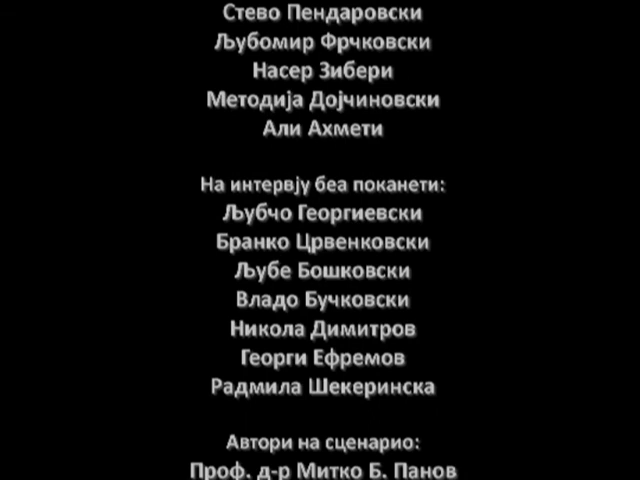 Стево Пендаровски
Љубомир Фрчковски
Насер Зибери
Методија Дојчиновски
Али Ахмети
На интервју беа поканети:
Љубчо Георгиевски
Бранко Црвенковски
Љубе Бошковски
Владо Бучковски
Никола Димитров
Георги Ефремов
Радмила Шекеринска
Автори на сценарио:
Проф. д-р Митко Б. Панов